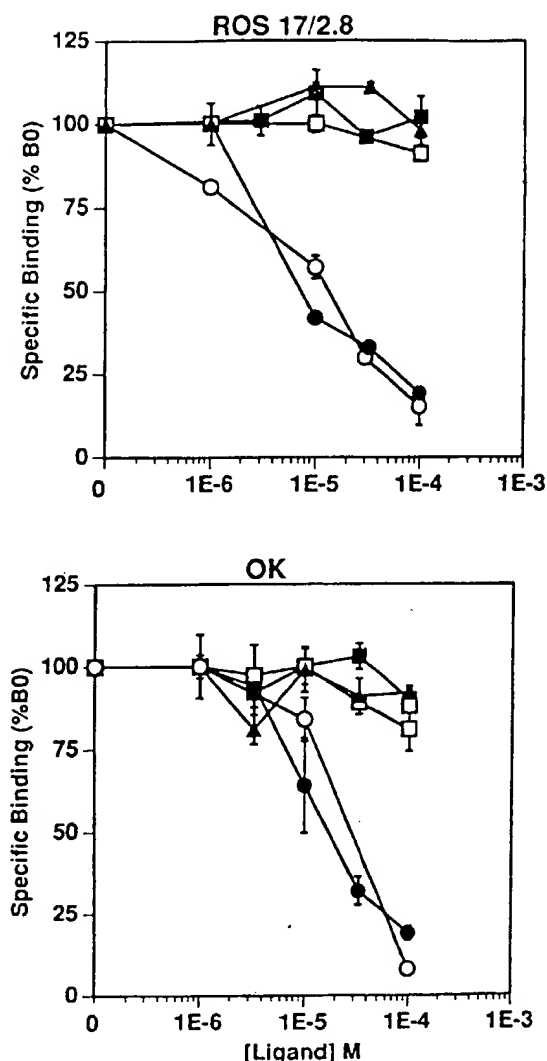 ROS 17/2.8
Specific Binding (% B0)
125
100
75
50
25
0
0 1E-6 1E-5 1E-4 1E-3
OK
Specific Binding (%B0)
125
100
75
50
25
0
0 1E-6 1E-5 1E-4 1E-3
[Ligand] M